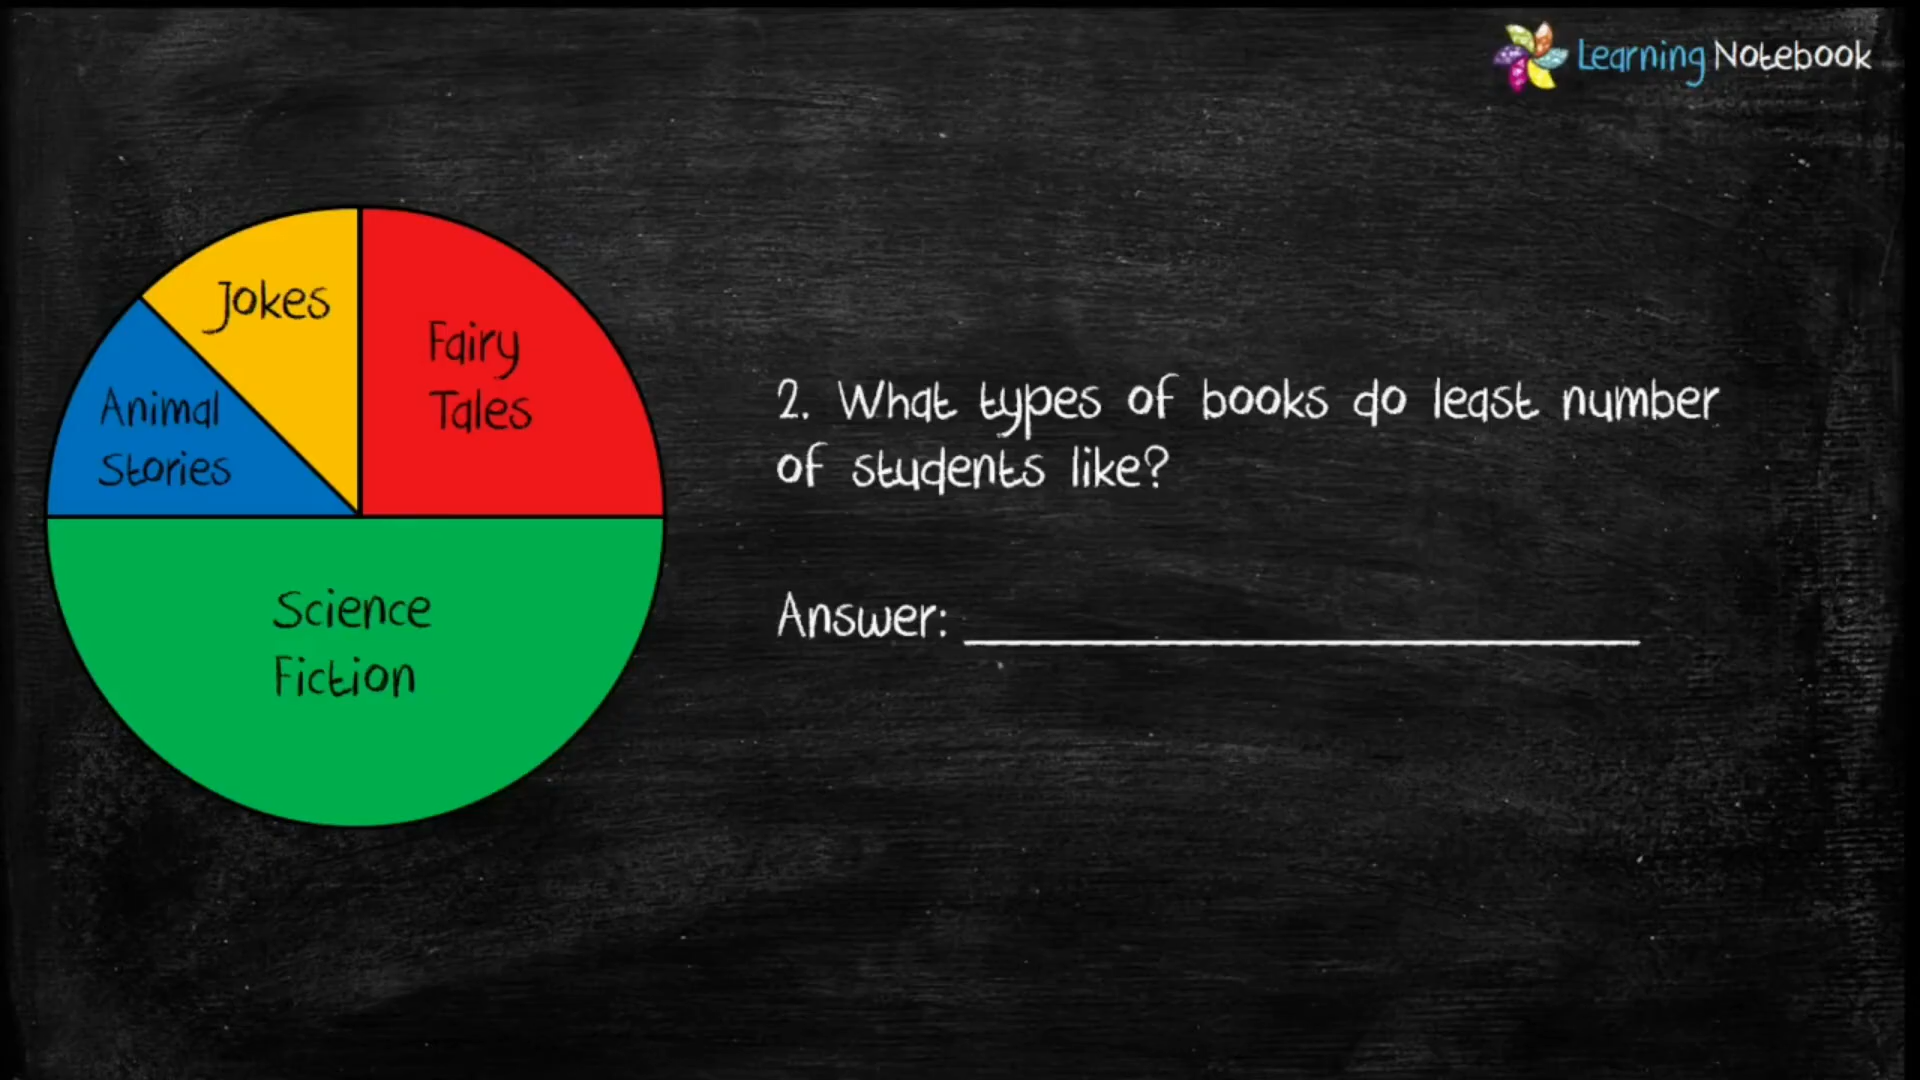 Learning Notebook
Jokes
Fairy
Tales
Animal
Stories
Science
Fiction
2. What types of books do least number
of students like?
Answer: